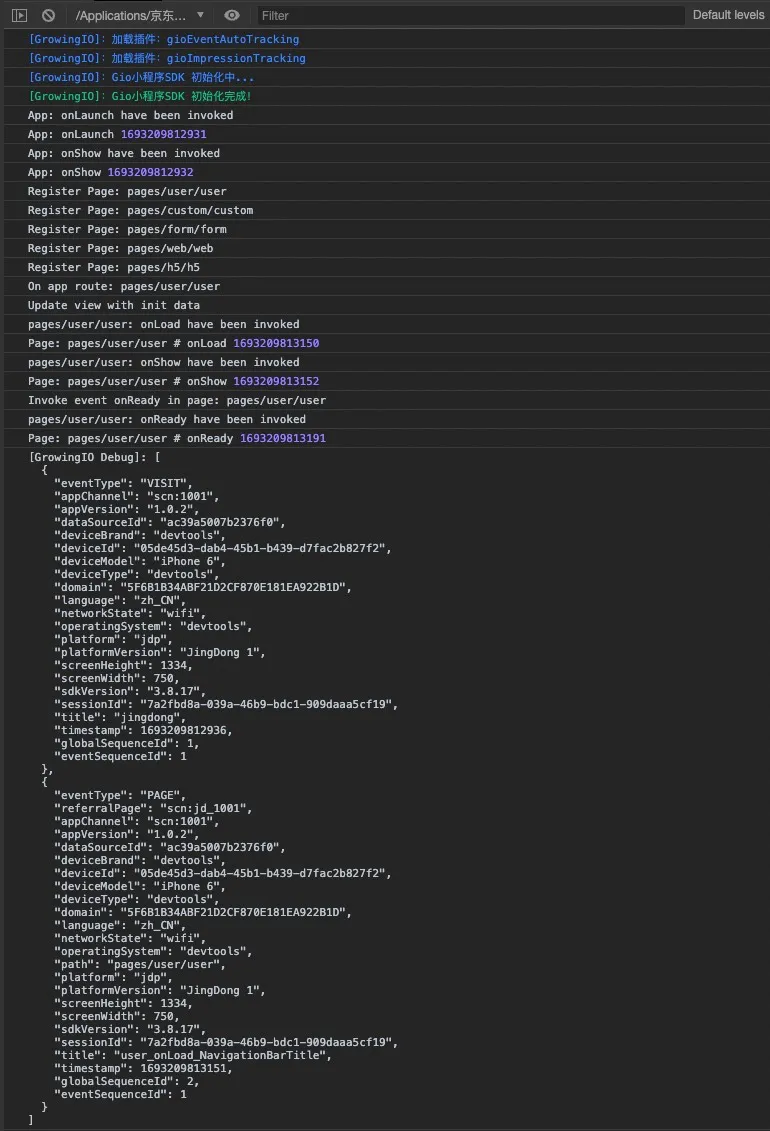 /Applications/京东...
Filter
Default levels
[GrowingIO]: 加载插件: gioEventAutoTracking
[GrowingIO]: 加载插件: gioImpressionTracking
[GrowingIO]: Gio小程序SDK 初始化中...
[GrowingIO]: Gio小程序SDK 初始化完成!
App: onLaunch have been invoked
App: onLaunch 1693209812931
App: onShow have been invoked
App: onShow 1693209812932
Register Page: pages/user/user
Register Page: pages/custom/custom
Register Page: pages/form/form
Register Page: pages/web/web
Register Page: pages/h5/h5
On app route: pages/user/user
Update view with init data
pages/user/user: onLoad have been invoked
Page: pages/user/user # onLoad 1693209813150
pages/user/user: onShow have been invoked
Page: pages/user/user # onShow 1693209813152
Invoke event onReady in page: pages/user/user
pages/user/user: onReady have been invoked
Page: pages/user/user # onReady 1693209813191
[GrowingIO Debug]: [
{
"eventType": "VISIT",
"appChannel": "scn:1001",
"appVersion": "1.0.2",
"dataSourceId": "ac39a5007b2376f0",
"deviceBrand": "devtools",
"deviceId": "05de45d3-dab4-45b1-b439-d7fac2b827f2",
"deviceModel": "iPhone 6",
"deviceType": "devtools",
"domain": "5F6B1B34ABF21D2CF870E181EA922B1D",
"language": "zh_CN",
"networkState": "wifi",
"operatingSystem": "devtools",
"platform": "jdp",
"platformVersion": "JingDong 1",
"screenHeight": 1334,
"screenWidth": 750,
"sdkVersion": "3.8.17",
"sessionId": "7a2fbd8a-039a-46b9-bdc1-909daaa5cf19",
"title": "jingdong",
"timestamp": 1693209812936,
"globalSequenceId": 1,
"eventSequenceId": 1
},
{
"eventType": "PAGE",
"referralPage": "scn:jd_1001",
"appChannel": "scn:1001",
"appVersion": "1.0.2",
"dataSourceId": "ac39a5007b2376f0",
"deviceBrand": "devtools",
"deviceId": "05de45d3-dab4-45b1-b439-d7fac2b827f2",
"deviceModel": "iPhone 6",
"deviceType": "devtools",
"domain": "5F6B1B34ABF21D2CF870E181EA922B1D",
"language": "zh_CN",
"networkState": "wifi",
"operatingSystem": "devtools",
"path": "pages/user/user",
"platform": "jdp",
"platformVersion": "JingDong 1",
"screenHeight": 1334,
"screenWidth": 750,
"sdkVersion": "3.8.17",
"sessionId": "7a2fbd8a-039a-46b9-bdc1-909daaa5cf19",
"title": "user_onLoad_NavigationBarTitle",
"timestamp": 1693209813151,
"globalSequenceId": 2,
"eventSequenceId": 1
}
]